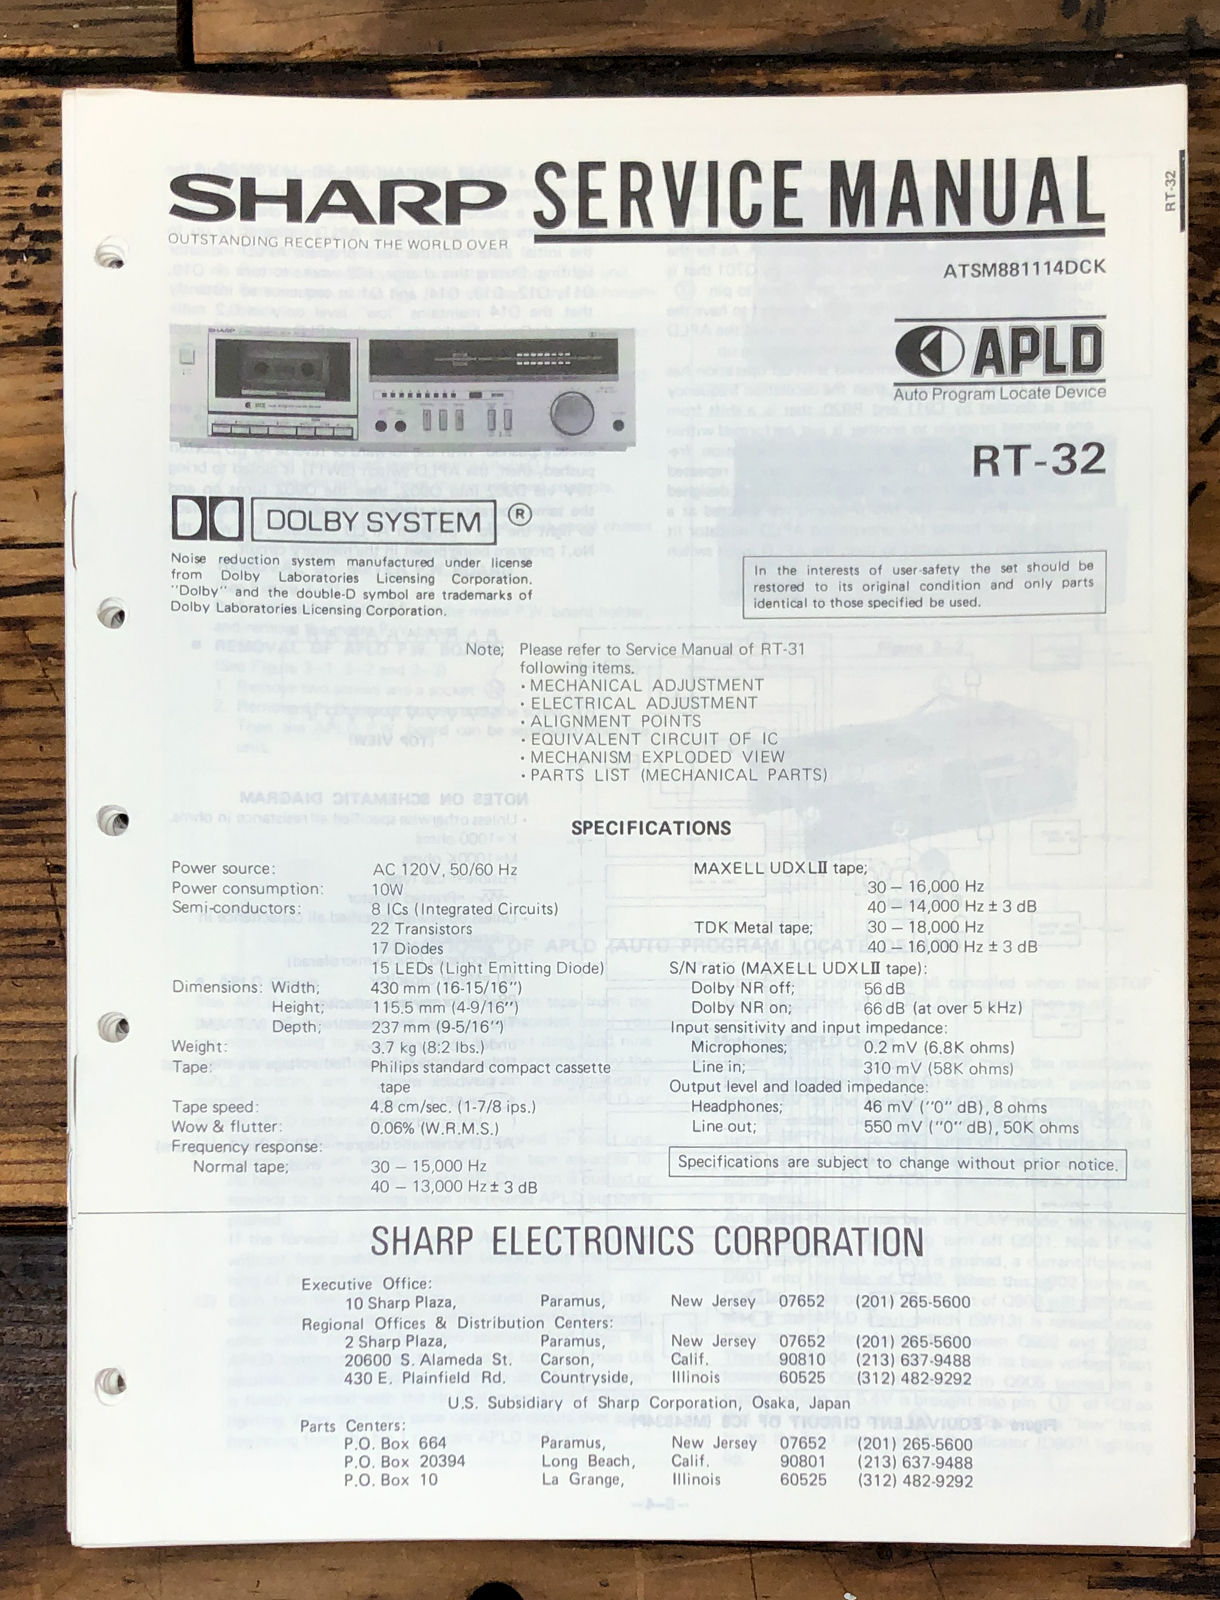 SHARP SERVICE MANUAL
OUTSTANDING RECEPTION THE WORLD OVER
RT-32
ATSM881114DCK
APLD
Auto Program Locate Device
RT-32
SHARP
DOLBY SYSTEM ®
Noise reduction system manufactured under license
from Dolby Laboratories Licensing Corporation.
"Dolby" and the double-D symbol are trademarks of
Dolby Laboratories Licensing Corporation.
In the interests of user-safety the set should be
restored to its original condition and only parts
identical to those specified be used.
Note; Please refer to Service Manual of RT-31
following items.
· MECHANICAL ADJUSTMENT
· ELECTRICAL ADJUSTMENT
· ALIGNMENT POINTS
· EQUIVALENT CIRCUIT OF IC
· MECHANISM EXPLODED VIEW
· PARTS LIST (MECHANICAL PARTS)
SPECIFICATIONS
Power source: AC 120V, 50/60 Hz
Power consumption: 10W
Semi-conductors: 8 ICs (Integrated Circuits)
22 Transistors
17 Diodes
15 LEDs (Light Emitting Diode)
Dimensions: Width; 430 mm (16-15/16")
Height; 115.5 mm (4-9/16")
Depth; 237 mm (9-5/16")
Weight: 3.7 kg (8:2 lbs.)
Tape: Philips standard compact cassette
tape
Tape speed: 4.8 cm/sec. (1-7/8 ips.)
Wow & flutter: 0.06% (W.R.M.S.)
Frequency response:
Normal tape; 30 – 15,000 Hz
40 – 13,000 Hz ± 3 dB
MAXELL UDXLII tape;
30 – 16,000 Hz
40 – 14,000 Hz ± 3 dB
TDK Metal tape; 30 – 18,000 Hz
40 – 16,000 Hz ± 3 dB
S/N ratio (MAXELL UDXLII tape):
Dolby NR off; 56 dB
Dolby NR on; 66 dB (at over 5 kHz)
Input sensitivity and input impedance:
Microphones; 0.2 mV (6.8K ohms)
Line in; 310 mV (58K ohms)
Output level and loaded impedance:
Headphones; 46 mV ("0" dB), 8 ohms
Line out; 550 mV ("0" dB), 50K ohms
Specifications are subject to change without prior notice.
SHARP ELECTRONICS CORPORATION
Executive Office:
10 Sharp Plaza, Paramus, New Jersey 07652 (201) 265-5600
Regional Offices & Distribution Centers:
2 Sharp Plaza, Paramus, New Jersey 07652 (201) 265-5600
20600 S. Alameda St. Carson, Calif. 90810 (213) 637-9488
430 E. Plainfield Rd. Countryside, Illinois 60525 (312) 482-9292
U.S. Subsidiary of Sharp Corporation, Osaka, Japan
Parts Centers:
P.O. Box 664 Paramus, New Jersey 07652 (201) 265-5600
P.O. Box 20394 Long Beach, Calif. 90801 (213) 637-9488
P.O. Box 10 La Grange, Illinois 60525 (312) 482-9292